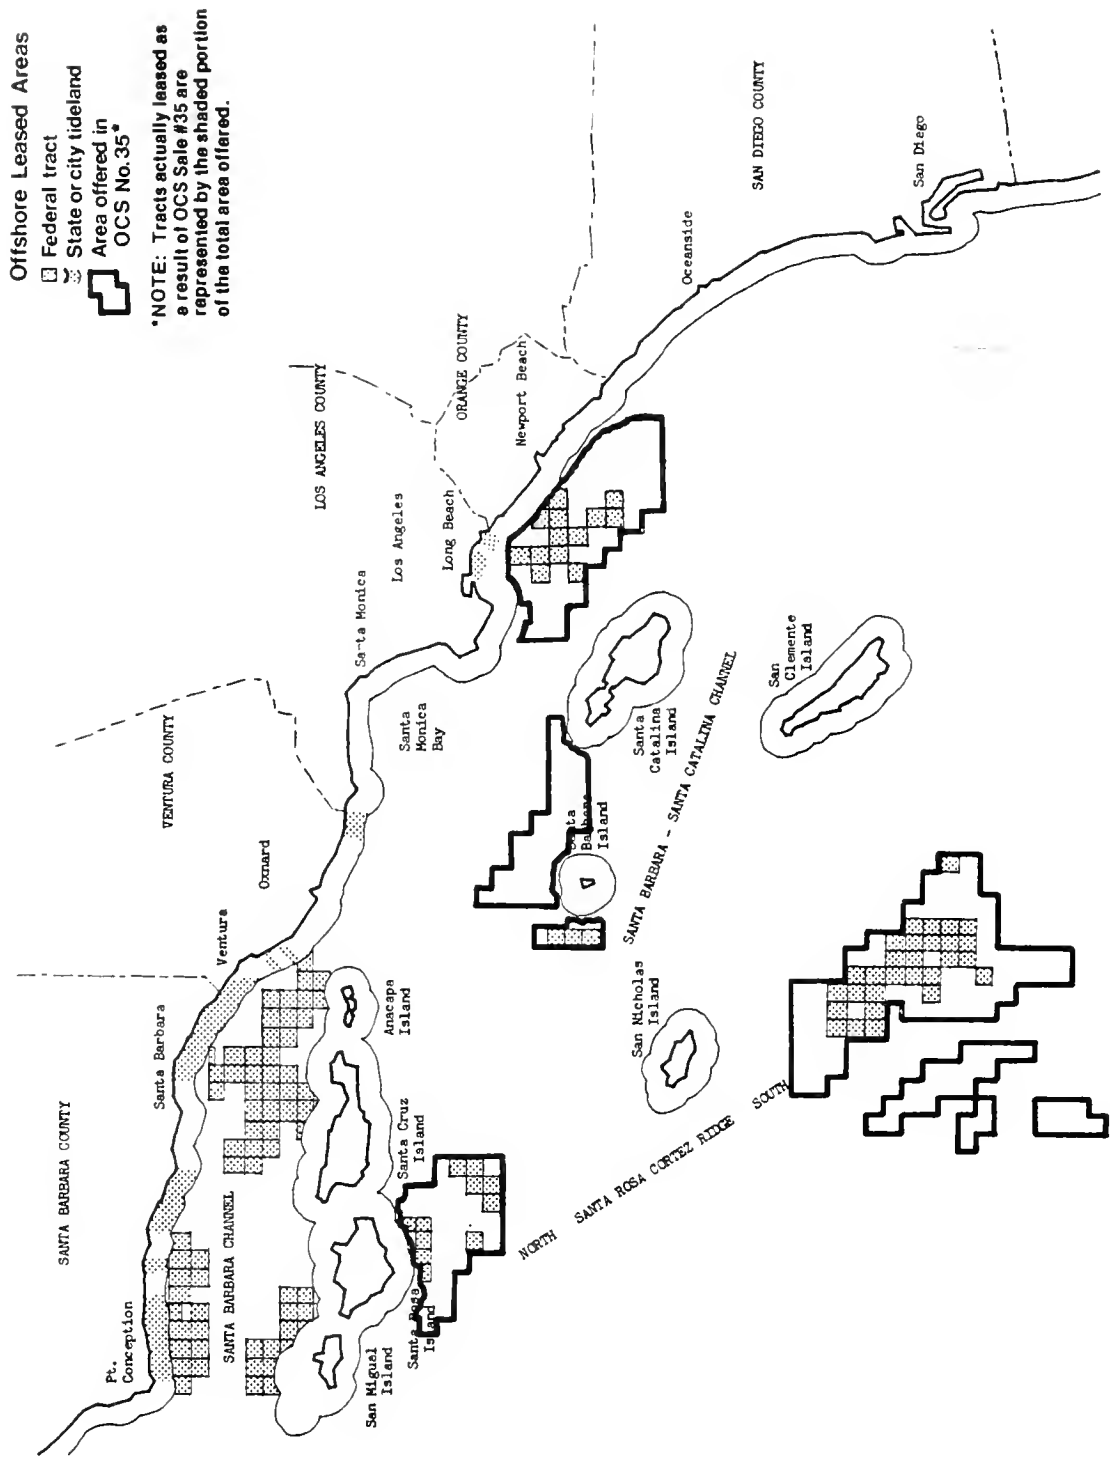 Offshore Leased Areas
Federal tract
State or city tideland
Area offered in
OCS No.35*
*NOTE: Tracts actually leased as
a result of OCS Sale #35 are
represented by the shaded portion
of the total area offered.
SANTA BARBARA COUNTY
VENTURA COUNTY
LOS ANGELES COUNTY
ORANGE COUNTY
SAN DIEGO COUNTY
Pt.
Conception
Santa Barbara
Ventura
Oxnard
Sa-ta Monica
Los Angeles
Long Beach
Newport Beach
Oceanside
San Diego
SANTA BARBARA CHANNEL
Santa
Monica
Bay
San Migual
Island
Santa Rosa
Island
Santa Cruz
Island
Anacapa
Island
Santa
Barbara
Island
Santa
Catalina
Island
San
Clemente
Island
San Nicholas
Island
SANTA BARBARA - SANTA CATALINA CHANNEL
NORTH SANTA ROSA CORTEZ RIDGE SOUTH